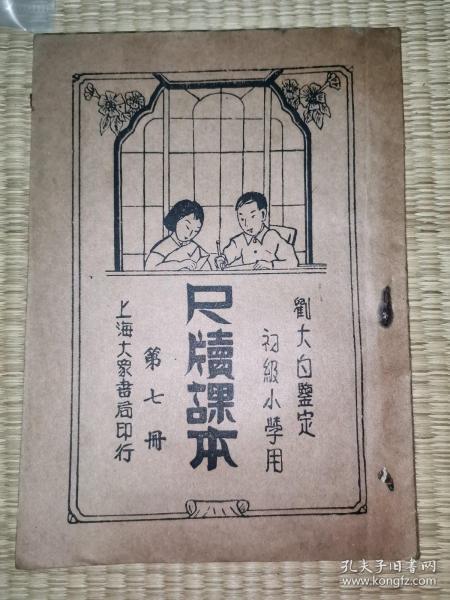 劉大白鑒定
初級小學用
尺牘課本
第七冊
上海大眾書局印行
孔夫子旧书网
www.kongfz.com